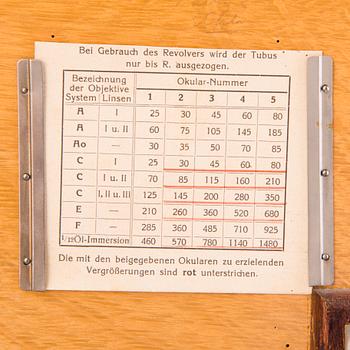 Bei Gebrauch des Revolvers wird der Tubus
nur bis R. ausgezogen.
Bezeichnung der Objektive Okular-Nummer
System Linsen 1 2 3 4 5
A I 25 30 45 60 80
A I u. II 60 75 105 145 185
Ao — 30 35 50 70 85
C I 25 30 45 60 80
C I u. II 70 85 115 160 210
C I, II u. III 125 145 200 280 350
E — 210 260 360 520 680
F — 285 360 485 705 925
1/12 Öl-Immersion 460 570 780 1140 1480
Die mit den beigegebenen Okularen zu erzielenden
Vergrößerungen sind rot unterstrichen.